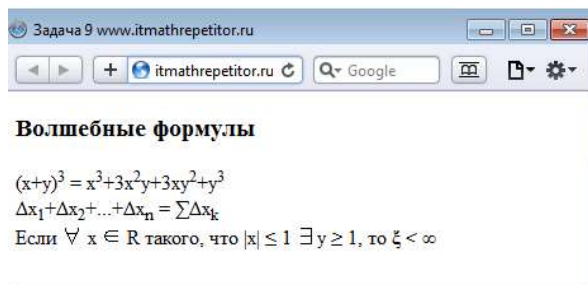 Задача 9 www.itmathrepetitor.ru
itmathrepetitor.ru
Google
Волшебные формулы
(x+y)³ = x³+3x²y+3xy²+y³
Δx₁+Δx₂+...+Δxₙ = ∑Δxₖ
Если ∀ x ∈ R такого, что |x| ≤ 1 ∃ y ≥ 1, то ξ < ∞